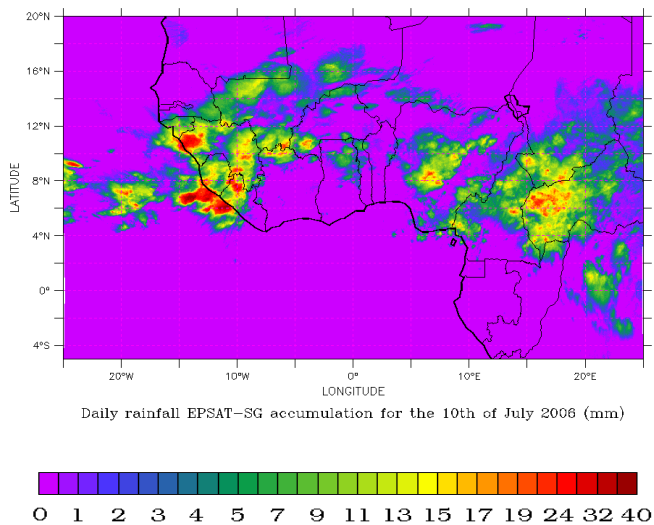 20°N
16°N
12°N
8°N
4°N
0°
4°S
LATITUDE
20°W 10°W 0° 10°E 20°E
LONGITUDE
Daily rainfall EPSAT-SG accumulation for the 10th of July 2006 (mm)
0 1 2 3 4 5 7 9 11 13 15 17 19 24 32 40